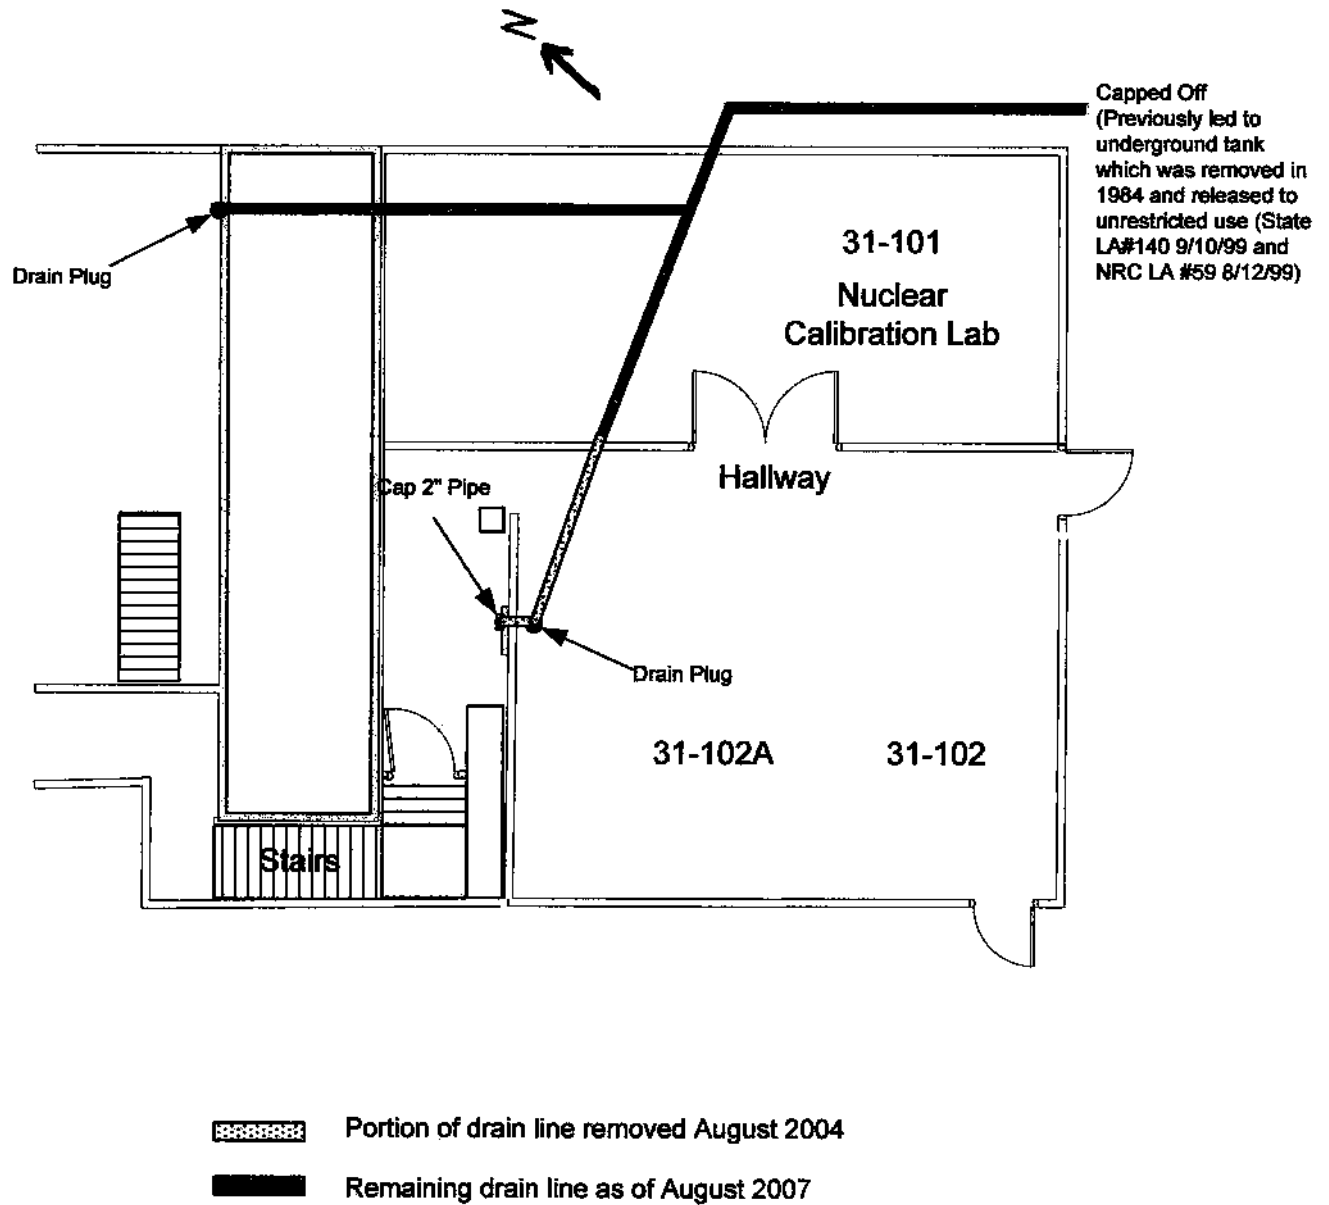 N
Capped Off
(Previously led to
underground tank
which was removed in
1984 and released to
unrestricted use (State
LA#140 9/10/99 and
NRC LA #59 8/12/99)
31-101
Nuclear
Calibration Lab
Drain Plug
Hallway
Cap 2" Pipe
Drain Plug
31-102A
31-102
Stairs
Portion of drain line removed August 2004
Remaining drain line as of August 2007